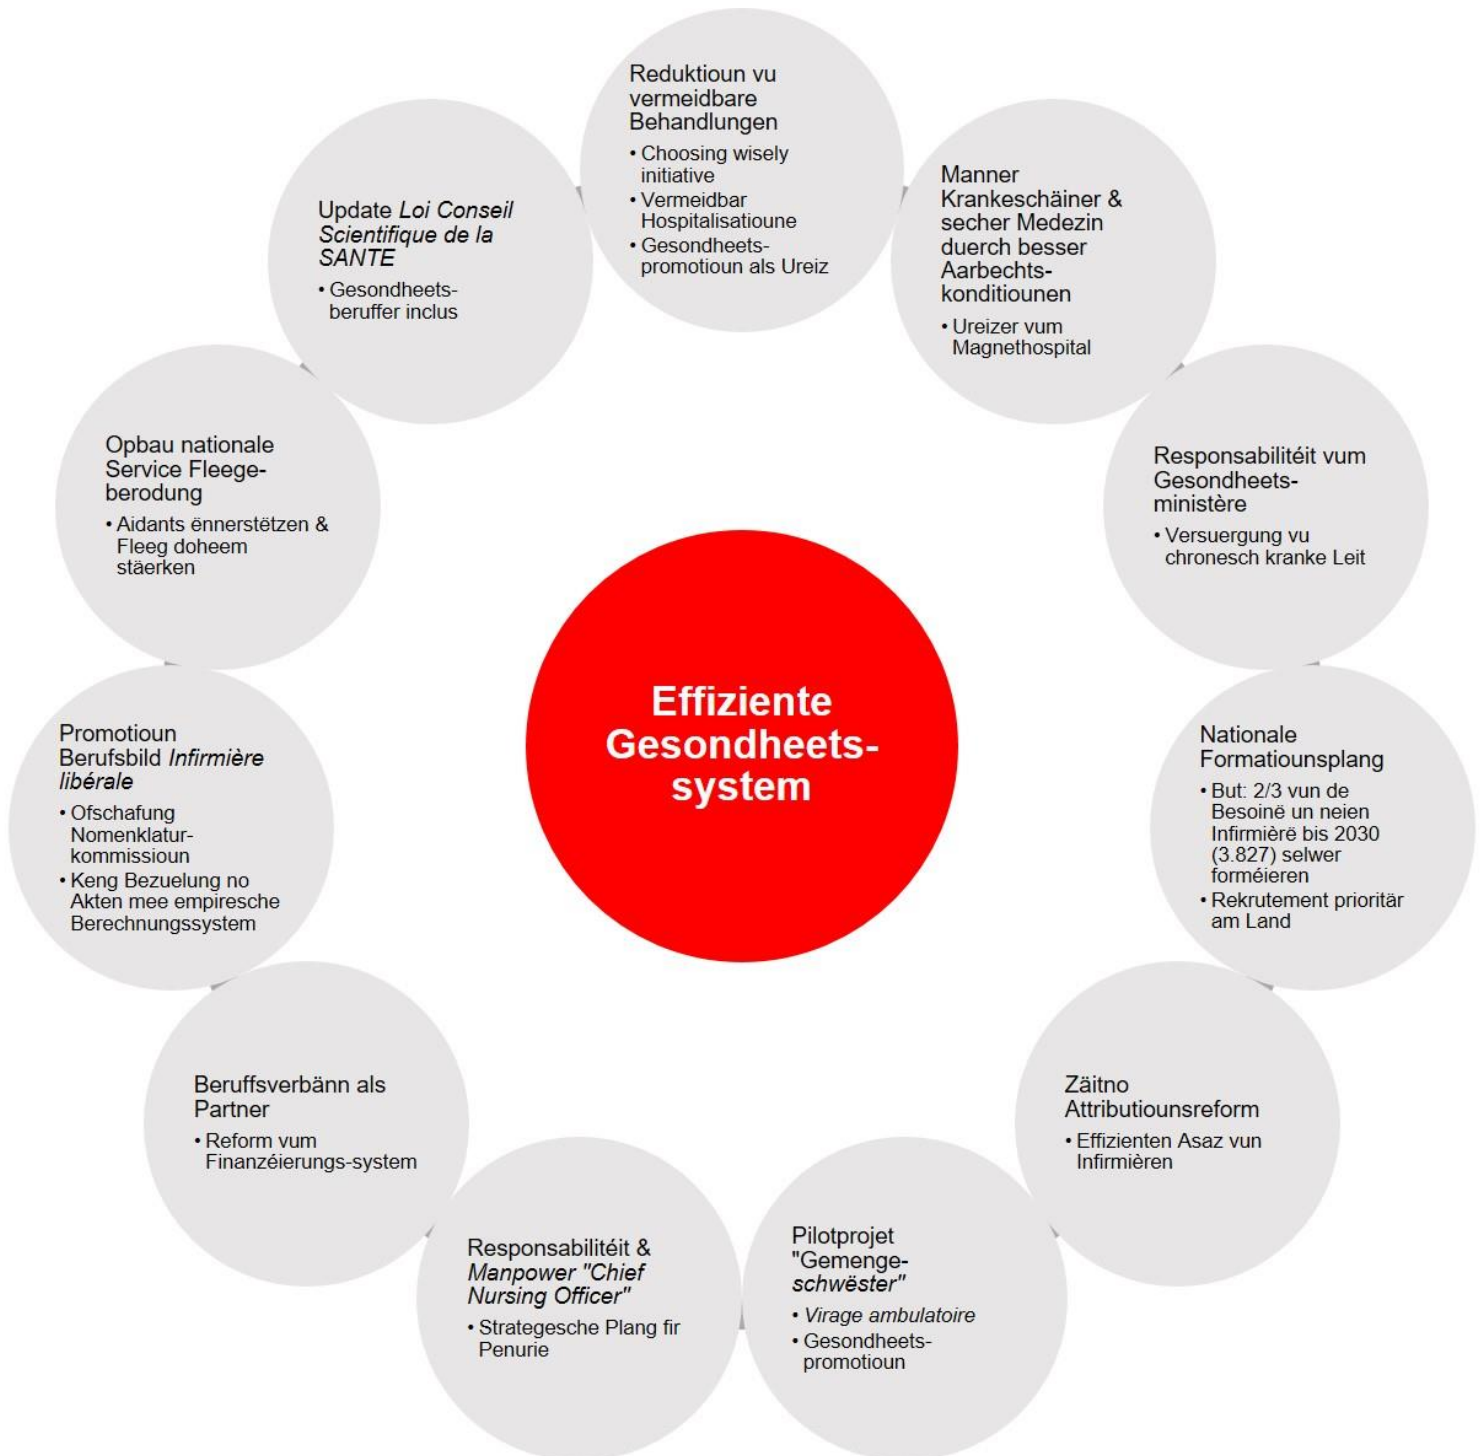 Reduktioun vu
vermeidbare
Behandlungen
• Choosing wisely
initiative
• Vermeidbar
Hospitalisatioune
• Gesondheets-
promotioun als Ureiz
Manner
Krankeschäiner &
secher Medezin
duerch besser
Aarbechts-
konditiounen
• Ureizer vum
Magnethospital
Responsabilitéit vum
Gesondheets-
ministère
• Versuergung vu
chronesch kranke Leit
Nationale
Formatiounsplang
• But: 2/3 vun de
Besoinë un neien
Infirmièrë bis 2030
(3.827) selwer
forméieren
• Rekrutement prioritär
am Land
Zäitno
Attributiounsreform
• Effizienten Asaz vun
Infirmièren
Pilotprojet
"Gemenge-
schwëster"
• Virage ambulatoire
• Gesondheets-
promotioun
Responsabilitéit &
Manpower "Chief
Nursing Officer"
• Strategesche Plang fir
Penurie
Beruffsverbänn als
Partner
• Reform vum
Finanzéierungs-system
Promotioun
Berufsbild Infirmière
libérale
• Ofschafung
Nomenklatur-
kommissioun
• Keng Bezuelung no
Akten mee empiresche
Berechnungssystem
Opbau nationale
Service Fleege-
berodung
• Aidants ënnerstëtzen &
Fleeg doheem
stäerken
Update Loi Conseil
Scientifique de la
SANTE
• Gesondheets-
beruffer inclus
Effiziente
Gesondheets-
system